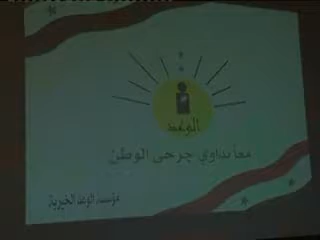 الوعد
معاً نداوي جرحى الوطن
مؤسسة الوعد الخيرية